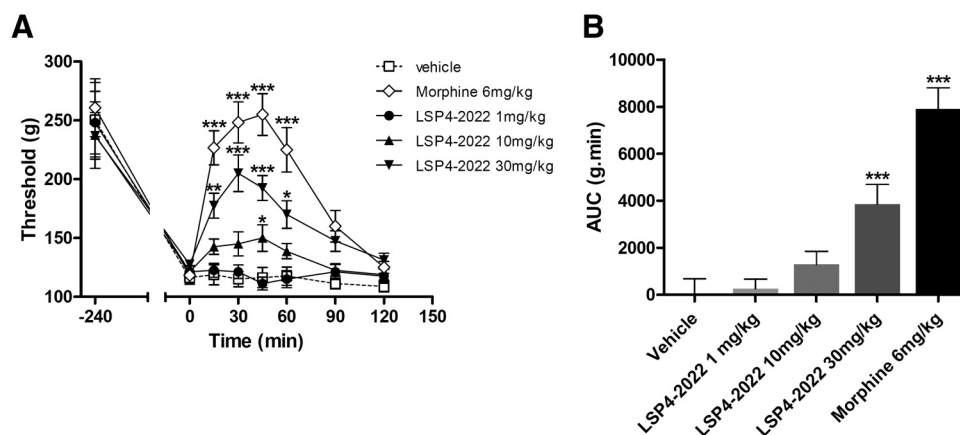 A
300
250
200
150
100
Threshold (g)
-240
0
30
60
90
120
150
Time (min)
***
***
***
***
**
***
***
*
*
vehicle
Morphine 6mg/kg
LSP4-2022 1mg/kg
LSP4-2022 10mg/kg
LSP4-2022 30mg/kg
B
10000
8000
6000
4000
2000
0
AUC (g.min)
***
***
Vehicle
LSP4-2022 1 mg/kg
LSP4-2022 10mg/kg
LSP4-2022 30mg/kg
Morphine 6mg/kg